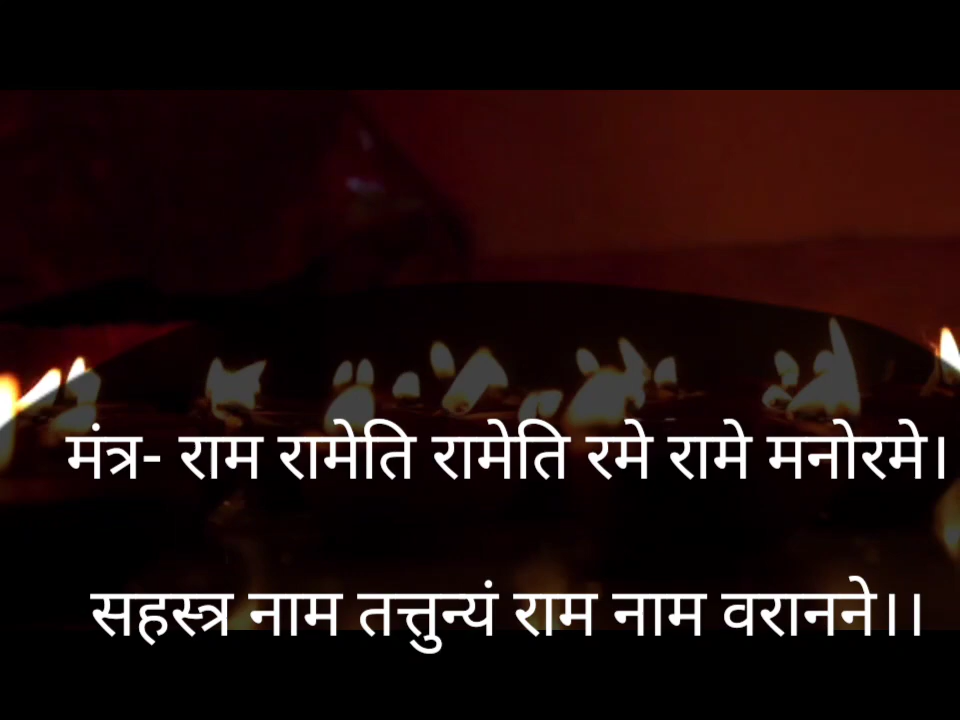 मंत्र- राम रामेति रामेति रमे रामे मनोरमे।
सहस्त्र नाम तत्तुन्यं राम नाम वरानने।।